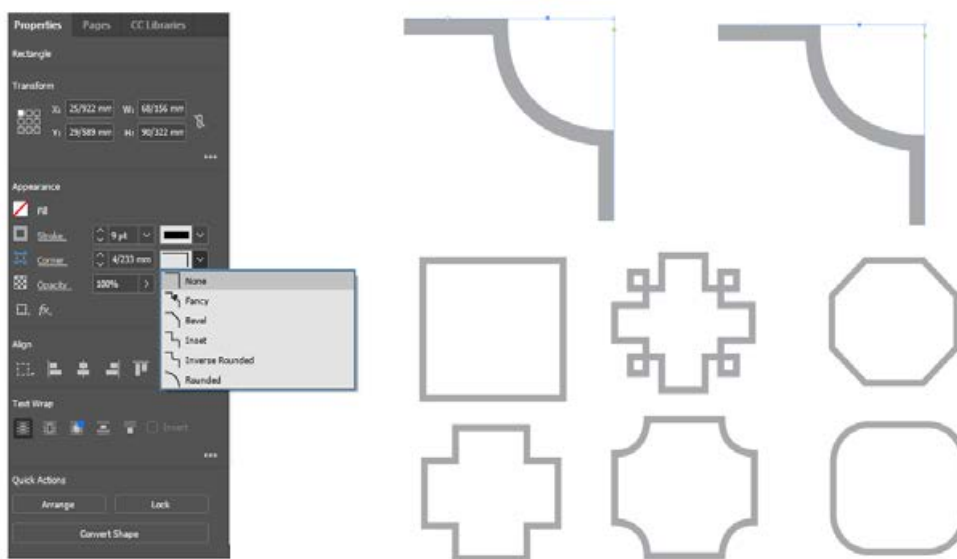 Properties Pages CC Libraries
Rectangle
Transform
X: 25/922 mm W: 68/156 mm
Y: 29/589 mm H: 90/322 mm
Appearance
Fill
Stroke 9 pt
Corner 4/233 mm
Opacity 100%
fx.
None
Fancy
Bevel
Inset
Inverse Rounded
Rounded
Align
Text Wrap
Invert
Quick Actions
Arrange Lock
Convert Shape